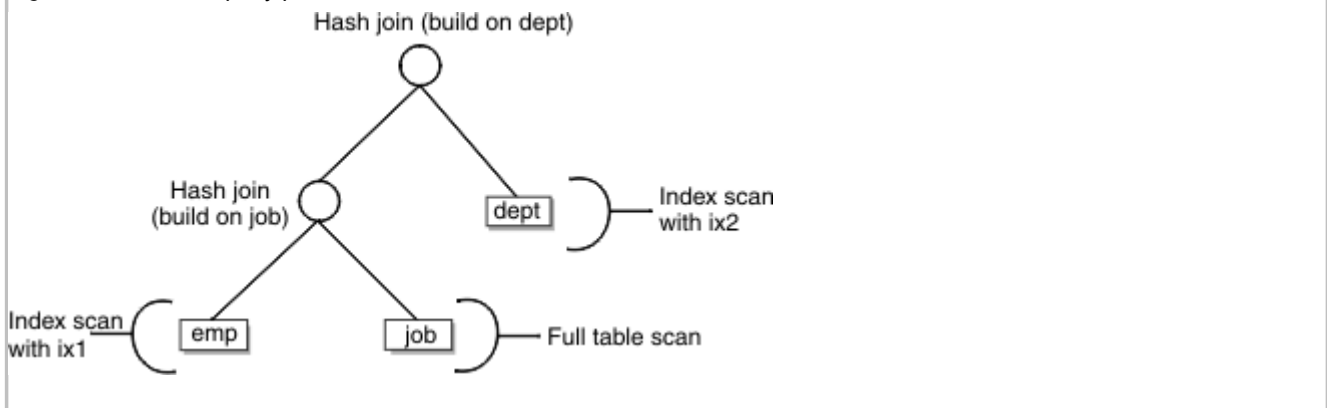 Hash join (build on dept)
Hash join
(build on job)
dept
Index scan
with ix2
Index scan
with ix1
emp
job
Full table scan